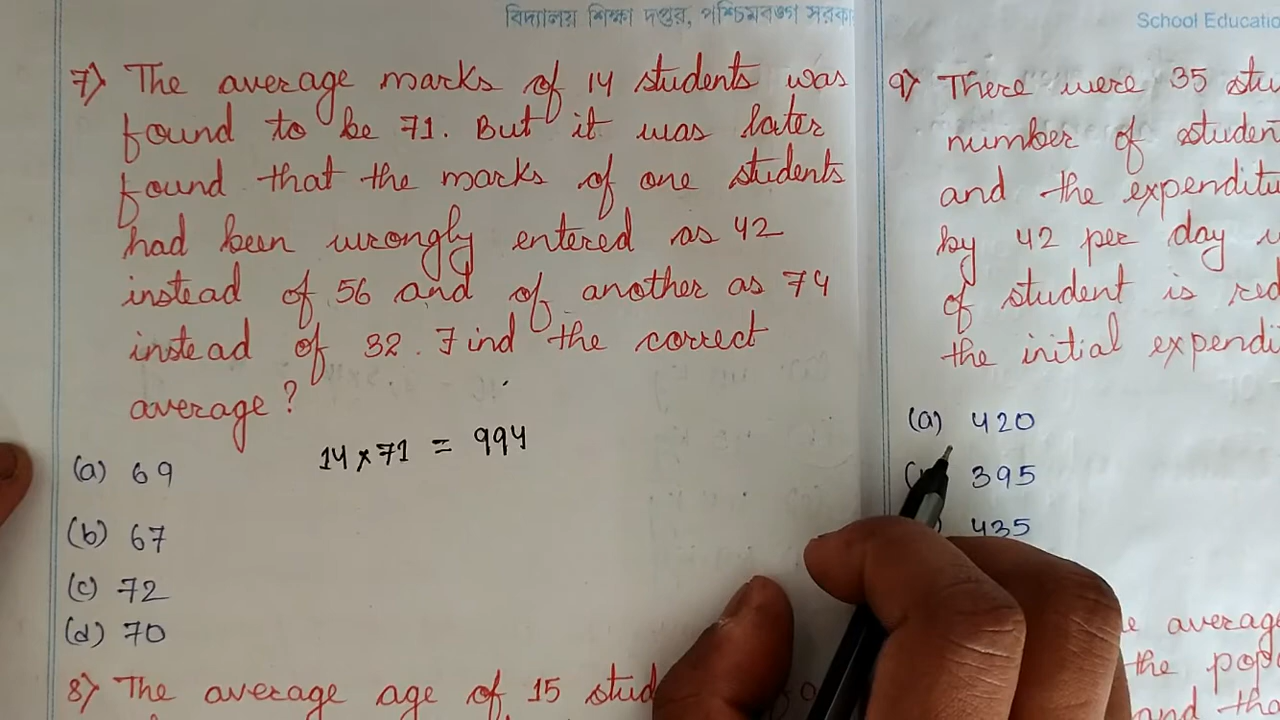 বিদ্যালয় শিক্ষা দপ্তর, পশ্চিমবঙ্গ সরকা
7) The average marks of 14 students was
found to be 71. But it was later
found that the marks of one students
had been wrongly entered as 42
instead of 56 and of another as 74
instead of 32. Find the correct
average?
14 × 71 = 994
(a) 69
(b) 67
(c) 72
(d) 70
8) The average age of 15 stud
School Educatio
9) There were 35 stu
number of student
and the expenditu
by 42 per day
of student is red
the initial expendi
(a) 420
395
435
average
the pop
and tha